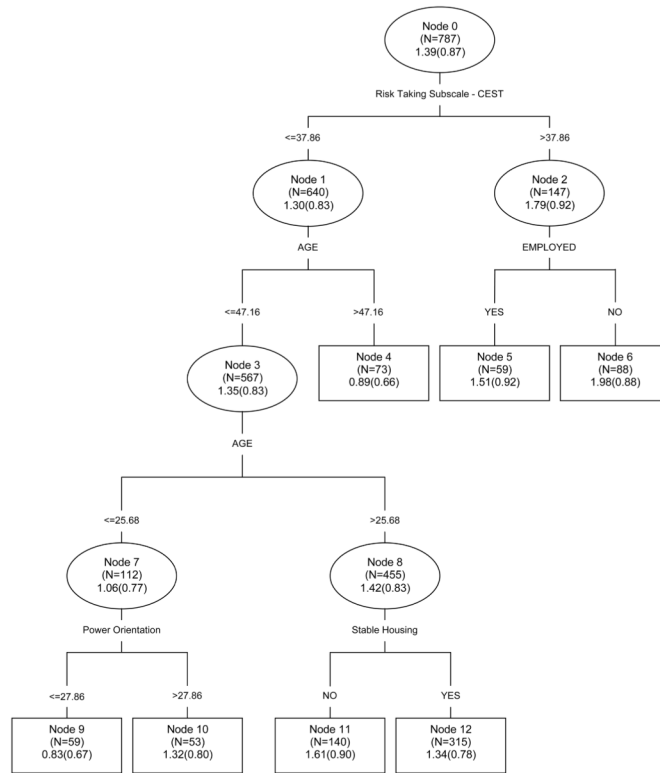 Node 0
(N=787)
1.39(0.87)
Risk Taking Subscale - CEST
<=37.86
>37.86
Node 1
(N=640)
1.30(0.83)
Node 2
(N=147)
1.79(0.92)
AGE
EMPLOYED
<=47.16
>47.16
YES
NO
Node 3
(N=567)
1.35(0.83)
Node 4
(N=73)
0.89(0.66)
Node 5
(N=59)
1.51(0.92)
Node 6
(N=88)
1.98(0.88)
AGE
<=25.68
>25.68
Node 7
(N=112)
1.06(0.77)
Node 8
(N=455)
1.42(0.83)
Power Orientation
Stable Housing
<=27.86
>27.86
NO
YES
Node 9
(N=59)
0.83(0.67)
Node 10
(N=53)
1.32(0.80)
Node 11
(N=140)
1.61(0.90)
Node 12
(N=315)
1.34(0.78)